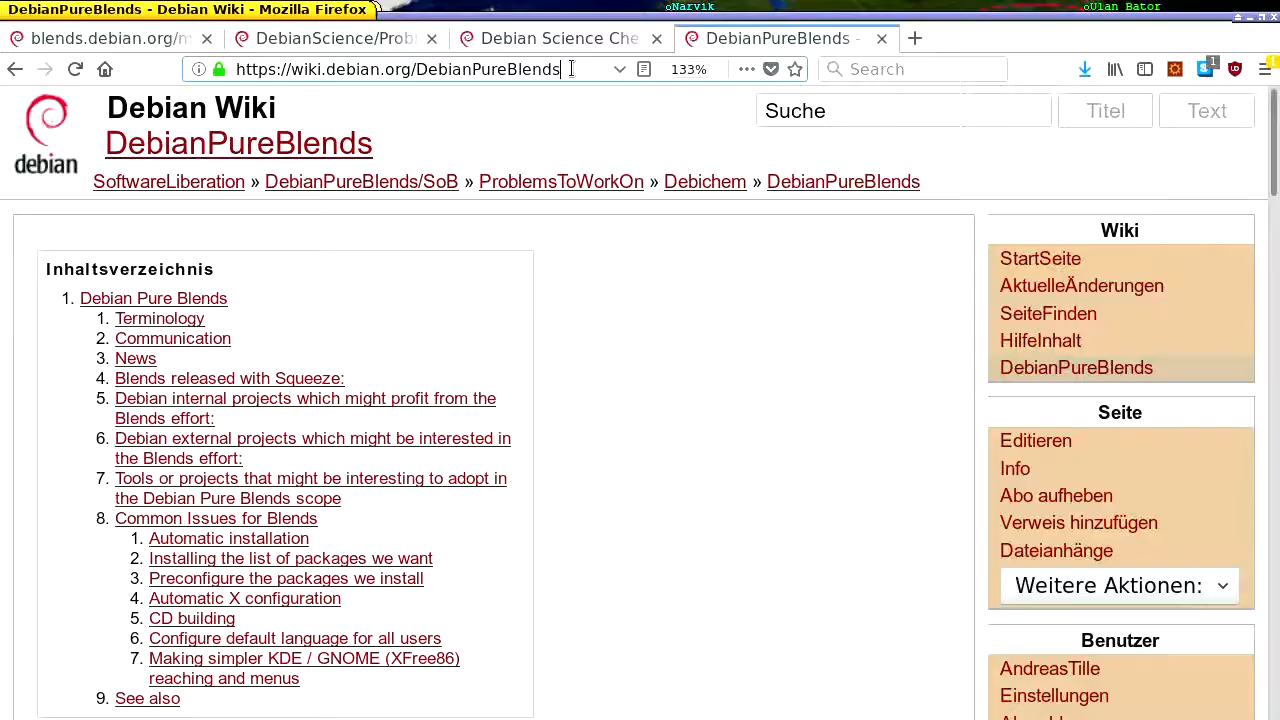 DebianPureBlends - Debian Wiki - Mozilla Firefox
Narvik
Ulan Bator
blends.debian.org/m
DebianScience/Prob
Debian Science Che
DebianPureBlends -
https://wiki.debian.org/DebianPureBlends
133%
Search
1
debian
Debian Wiki
DebianPureBlends
Suche
Titel
Text
SoftwareLiberation » DebianPureBlends/SoB » ProblemsToWorkOn » Debichem » DebianPureBlends
Inhaltsverzeichnis
1. Debian Pure Blends
1. Terminology
2. Communication
3. News
4. Blends released with Squeeze:
5. Debian internal projects which might profit from the
Blends effort:
6. Debian external projects which might be interested in
the Blends effort:
7. Tools or projects that might be interesting to adopt in
the Debian Pure Blends scope
8. Common Issues for Blends
1. Automatic installation
2. Installing the list of packages we want
3. Preconfigure the packages we install
4. Automatic X configuration
5. CD building
6. Configure default language for all users
7. Making simpler KDE / GNOME (XFree86)
reaching and menus
9. See also
Wiki
StartSeite
AktuelleÄnderungen
SeiteFinden
HilfeInhalt
DebianPureBlends
Seite
Editieren
Info
Abo aufheben
Verweis hinzufügen
Dateianhänge
Weitere Aktionen:
Benutzer
AndreasTille
Einstellungen